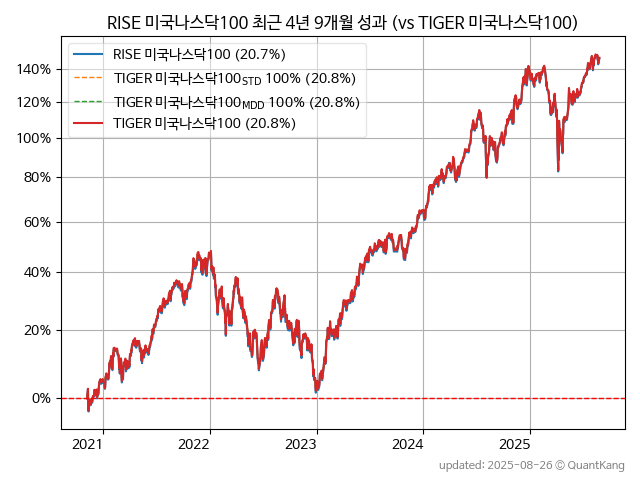 RISE 미국나스닥100 최근 4년 9개월 성과 (vs TIGER 미국나스닥100)
RISE 미국나스닥100 (20.7%)
TIGER 미국나스닥100STD 100% (20.8%)
TIGER 미국나스닥100MDD 100% (20.8%)
TIGER 미국나스닥100 (20.8%)
140%
120%
100%
80%
60%
40%
20%
0%
2021 2022 2023 2024 2025
updated: 2025-08-26 © QuantKang